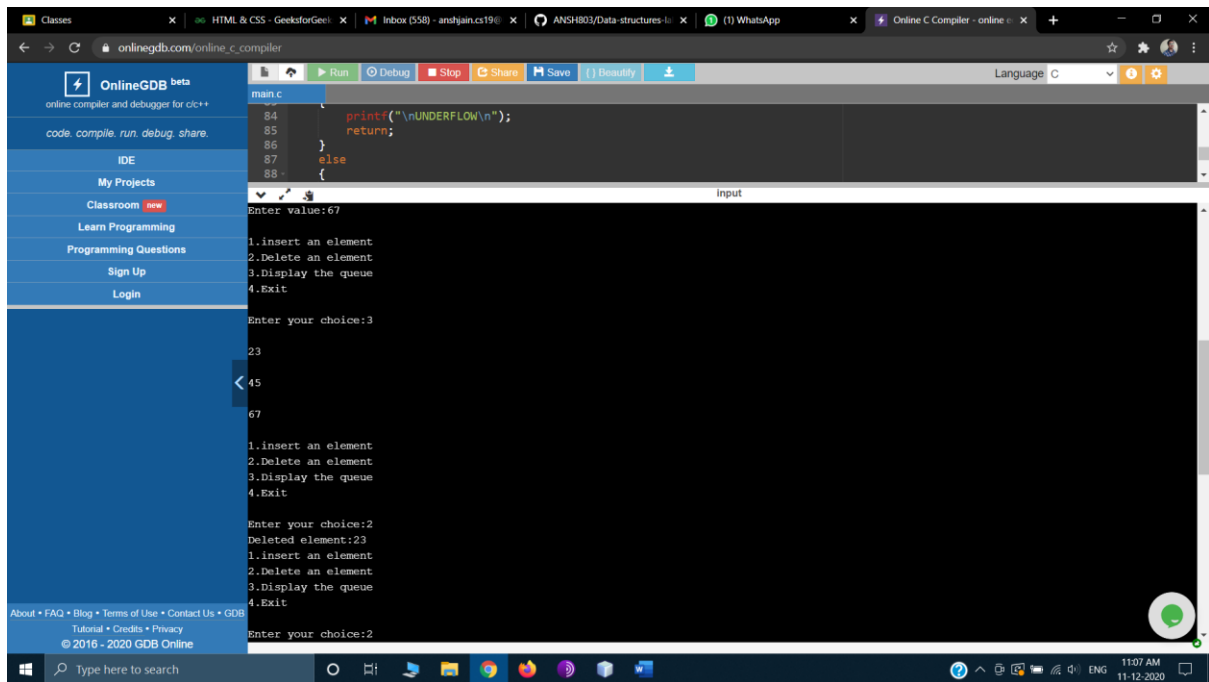 Classes
HTML & CSS - GeeksforGeek
Inbox (558) - anshjain.cs19@
ANSH803/Data-structures-la
(1) WhatsApp
Online C Compiler - online e
onlinegdb.com/online_c_compiler
OnlineGDB beta
online compiler and debugger for c/c++
code. compile. run. debug. share.
IDE
My Projects
Classroom new
Learn Programming
Programming Questions
Sign Up
Login
About • FAQ • Blog • Terms of Use • Contact Us • GDB
Tutorial • Credits • Privacy
© 2016 - 2020 GDB Online
Run Debug Stop Share Save { } Beautify
Language C
main.c
83 {
84 printf("\nUNDERFLOW\n");
85 return;
86 }
87 else
88 {
input
Enter value:67
1.insert an element
2.Delete an element
3.Display the queue
4.Exit
Enter your choice:3
23
45
67
1.insert an element
2.Delete an element
3.Display the queue
4.Exit
Enter your choice:2
Deleted element:23
1.insert an element
2.Delete an element
3.Display the queue
4.Exit
Enter your choice:2
Type here to search
ENG
11:07 AM
11-12-2020